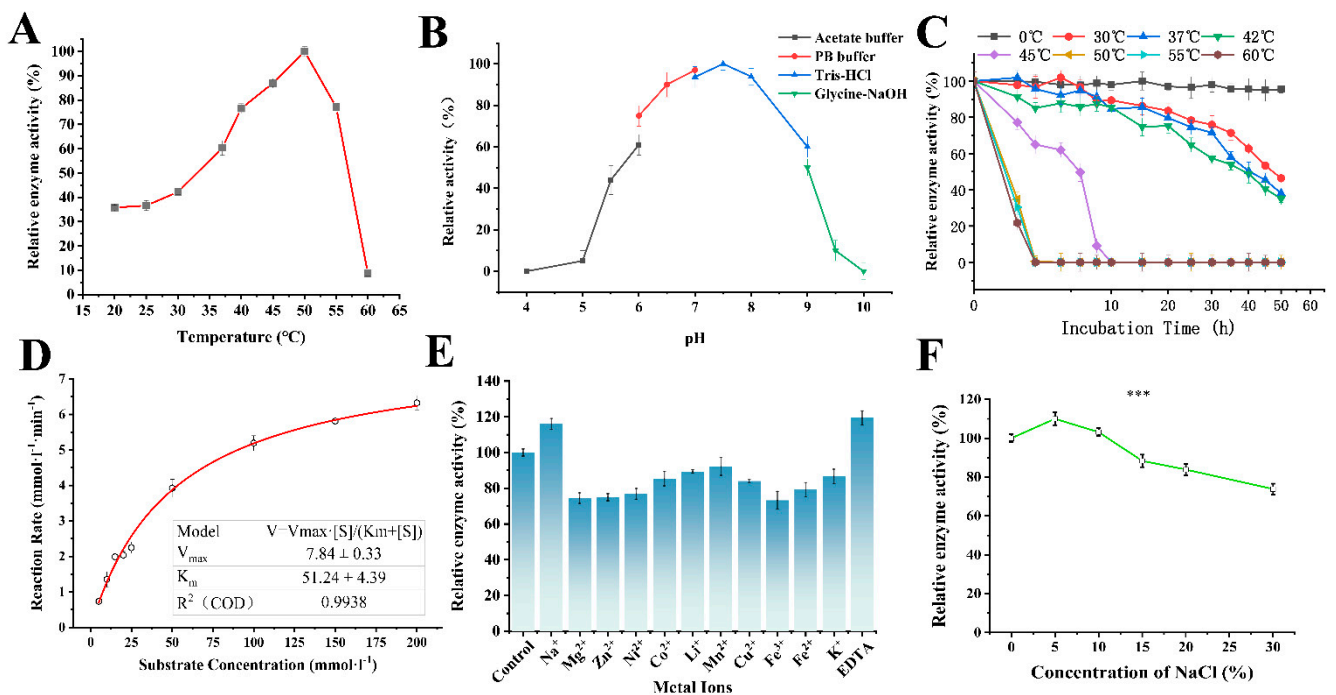 A
Relative enzyme activity (%)
100
90
80
70
60
50
40
30
20
10
0
15 20 25 30 35 40 45 50 55 60 65
Temperature (°C)
B
Relative activity (%)
100
80
60
40
20
0
4 5 6 7 8 9 10
pH
Acetate buffer
PB buffer
Tris-HCl
Glycine-NaOH
C
0℃ 30℃ 37℃ 42℃
45℃ 50℃ 55℃ 60℃
Relative enzyme activity (%)
100
80
60
40
20
0
0 10 20 30 40 50 60
Incubation Time (h)
D
Reaction Rate (mmol·l⁻¹·min⁻¹)
7
6
5
4
3
2
1
0
0 50 100 150 200
Substrate Concentration (mmol·l⁻¹)
Model V=Vmax·[S]/(Km+[S])
Vmax 7.84 ± 0.33
Km 51.24 ± 4.39
R² (COD) 0.9938
E
Relative enzyme activity (%)
140
120
100
80
60
40
20
0
Control Na⁺ Mg²⁺ Zn²⁺ Ni²⁺ Co²⁺ Li⁺ Mn²⁺ Cu²⁺ Fe³⁺ Fe²⁺ K⁺ EDTA
Metal Ions
F
Relative enzyme activity (%)
120
100
80
60
40
20
0
***
0 5 10 15 20 25 30
Concentration of NaCl (%)